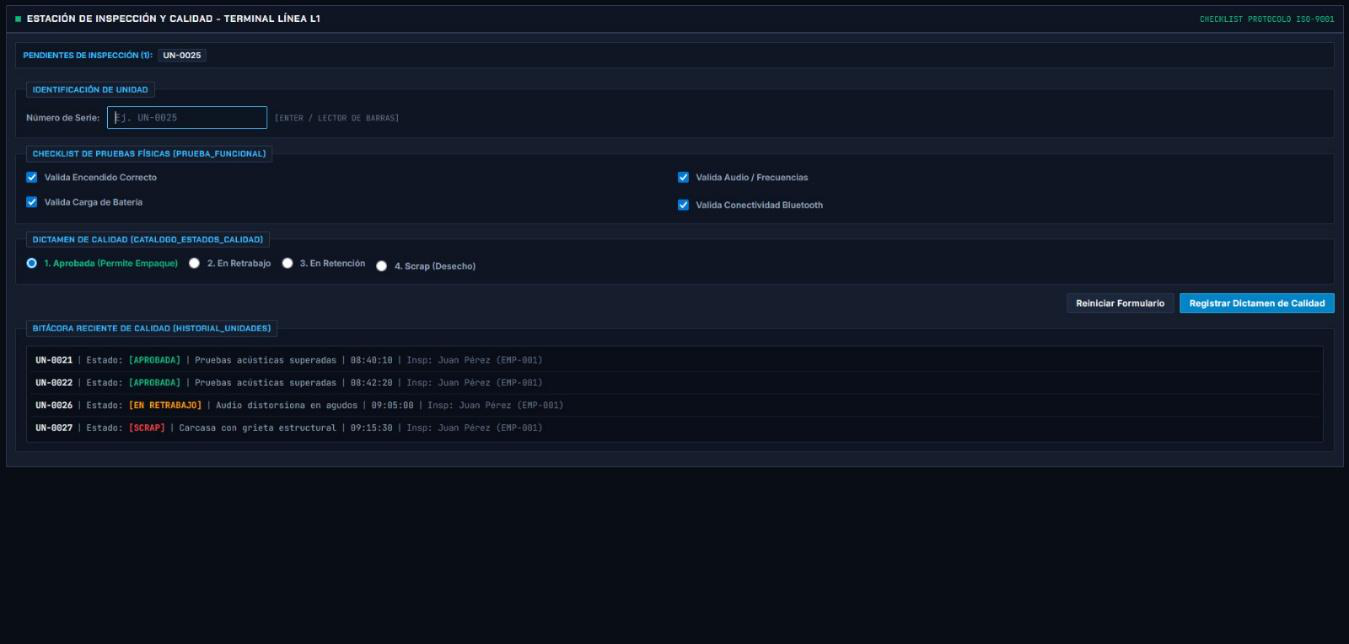 ESTACIÓN DE INSPECCIÓN Y CALIDAD - TERMINAL LÍNEA L1
CHECKLIST PROTOCOLO ISO-9001
PENDIENTES DE INSPECCIÓN (1): UN-0025
IDENTIFICACIÓN DE UNIDAD
Número de Serie: Ej. UN-0025 [ENTER / LECTOR DE BARRAS]
CHECKLIST DE PRUEBAS FÍSICAS (PRUEBA_FUNCIONAL)
Valida Encendido Correcto
Valida Audio / Frecuencias
Valida Carga de Batería
Valida Conectividad Bluetooth
DICTAMEN DE CALIDAD (CATALOGO_ESTADOS_CALIDAD)
1. Aprobada (Permite Empaque) 2. En Retrabajo 3. En Retención 4. Scrap (Desecho)
Reiniciar Formulario Registrar Dictamen de Calidad
BITÁCORA RECIENTE DE CALIDAD (HISTORIAL_UNIDADES)
UN-0021 | Estado: [APROBADA] | Pruebas acústicas superadas | 08:40:10 | Insp: Juan Pérez (EMP-001)
UN-0022 | Estado: [APROBADA] | Pruebas acústicas superadas | 08:42:20 | Insp: Juan Pérez (EMP-001)
UN-0026 | Estado: [EN RETRABAJO] | Audio distorsiona en agudos | 09:05:00 | Insp: Juan Pérez (EMP-001)
UN-0027 | Estado: [SCRAP] | Carcasa con grieta estructural | 09:15:30 | Insp: Juan Pérez (EMP-001)